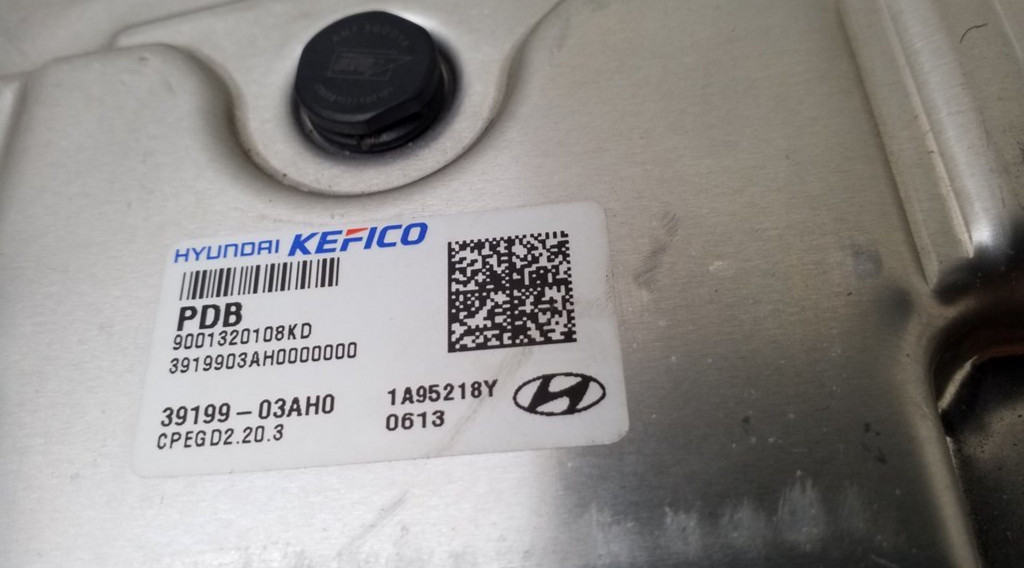 HYUNDAI KEFICO
PDB
9001320108KD
3919903AH0000000
39199-03AH0
CPEGD2.20.3
1A95218Y
0613